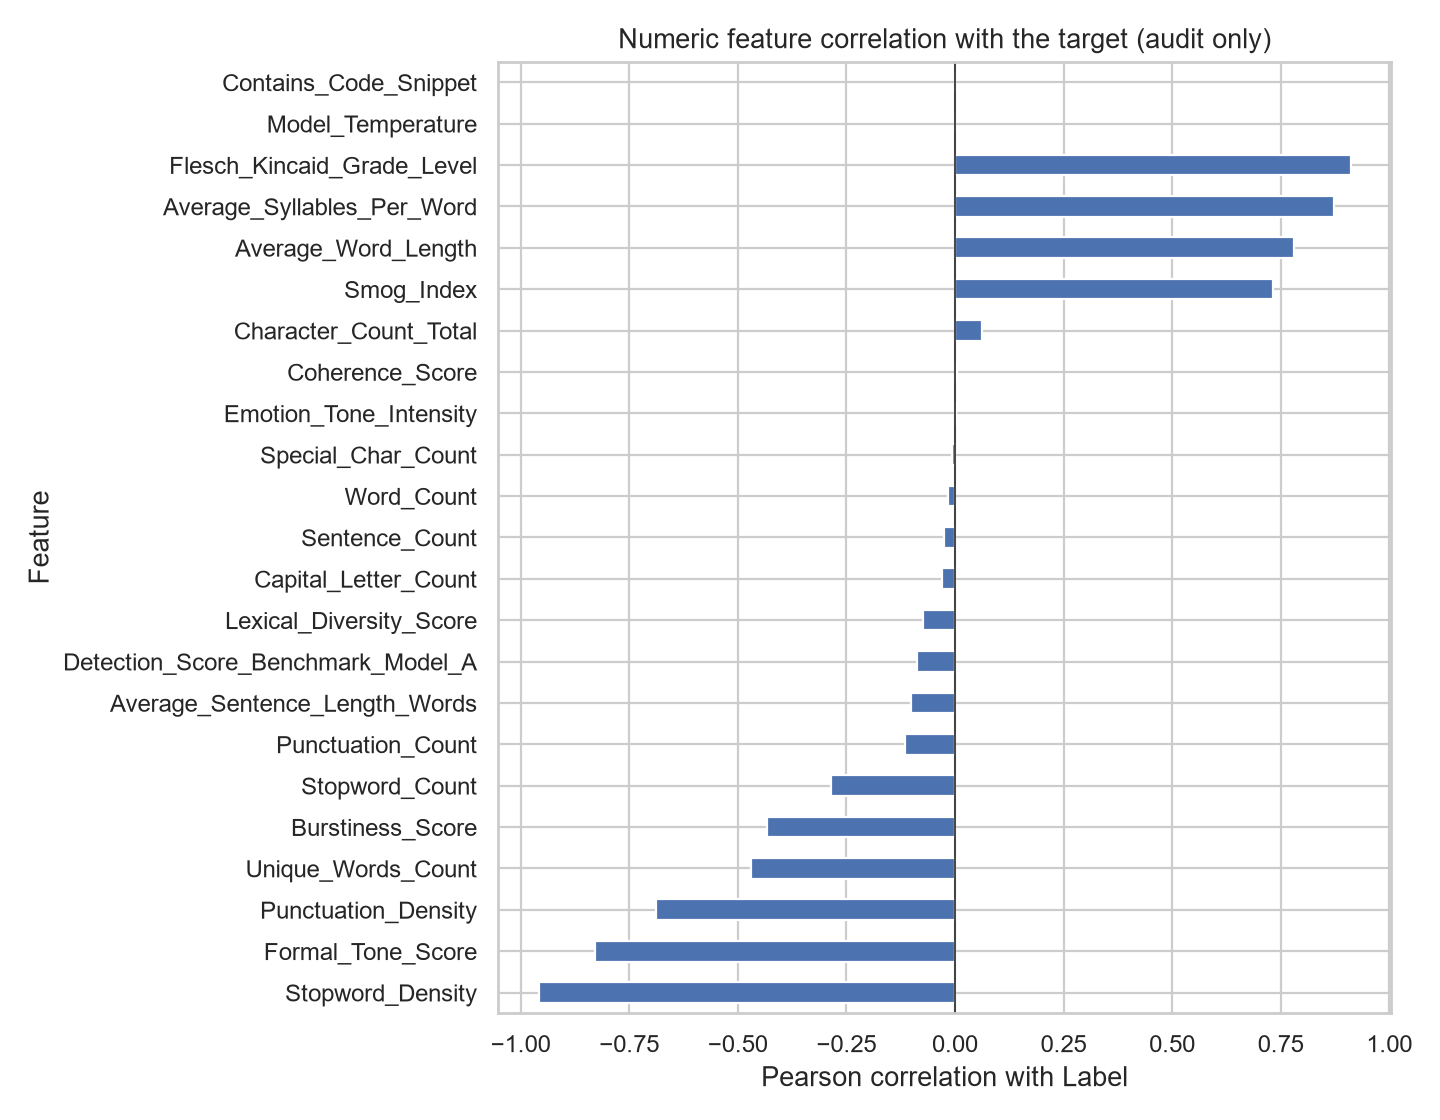 Numeric feature correlation with the target (audit only)
Contains_Code_Snippet
Model_Temperature
Flesch_Kincaid_Grade_Level
Average_Syllables_Per_Word
Average_Word_Length
Smog_Index
Character_Count_Total
Coherence_Score
Emotion_Tone_Intensity
Special_Char_Count
Word_Count
Sentence_Count
Capital_Letter_Count
Lexical_Diversity_Score
Detection_Score_Benchmark_Model_A
Average_Sentence_Length_Words
Punctuation_Count
Stopword_Count
Burstiness_Score
Unique_Words_Count
Punctuation_Density
Formal_Tone_Score
Stopword_Density
Feature
−1.00 −0.75 −0.50 −0.25 0.00 0.25 0.50 0.75 1.00
Pearson correlation with Label